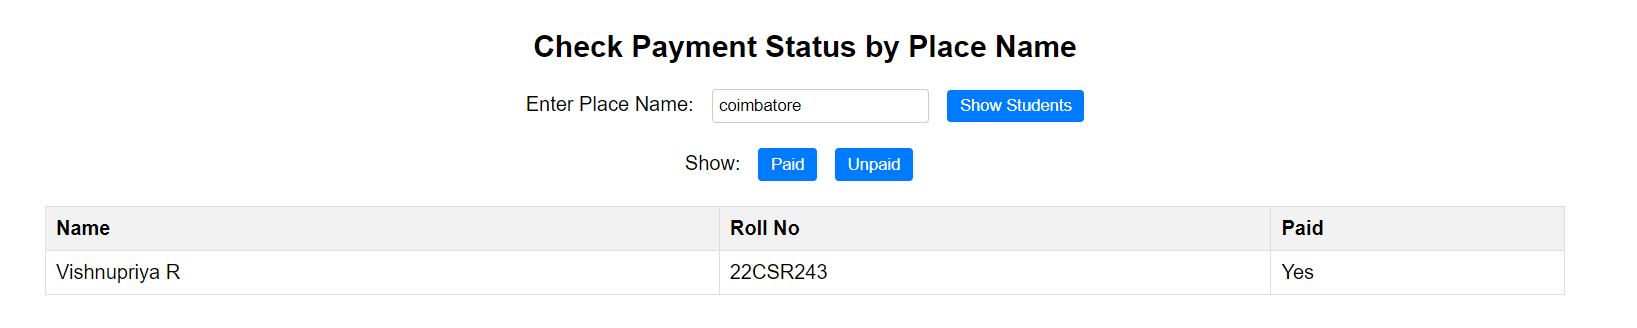 Check Payment Status by Place Name
Enter Place Name: coimbatore Show Students
Show: Paid Unpaid
Name Roll No Paid
Vishnupriya R 22CSR243 Yes